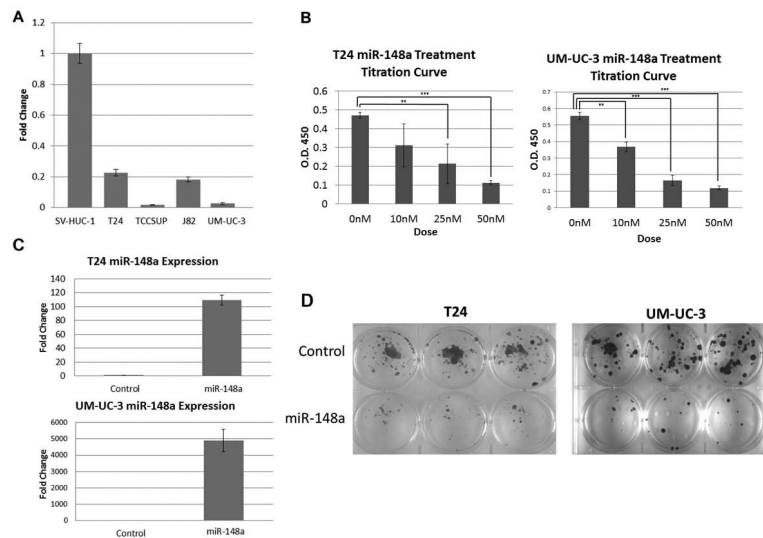 A
1.2
1
0.8
0.6
0.4
0.2
0
Fold Change
SV-HUC-1 T24 TCCSUP J82 UM-UC-3
B
T24 miR-148a Treatment
Titration Curve
0.6
0.5
0.4
0.3
0.2
0.1
0
O.D. 450
***
**
0nM 10nM 25nM 50nM
Dose
UM-UC-3 miR-148a Treatment
Titration Curve
0.6
0.5
0.4
0.3
0.2
0.1
0
O.D. 450
***
***
**
0nM 10nM 25nM 50nM
Dose
C
T24 miR-148a Expression
140
120
100
80
60
40
20
0
Fold Change
Control miR-148a
UM-UC-3 miR-148a Expression
6000
5000
4000
3000
2000
1000
0
Fold Change
Control miR-148a
D
T24 UM-UC-3
Control
miR-148a